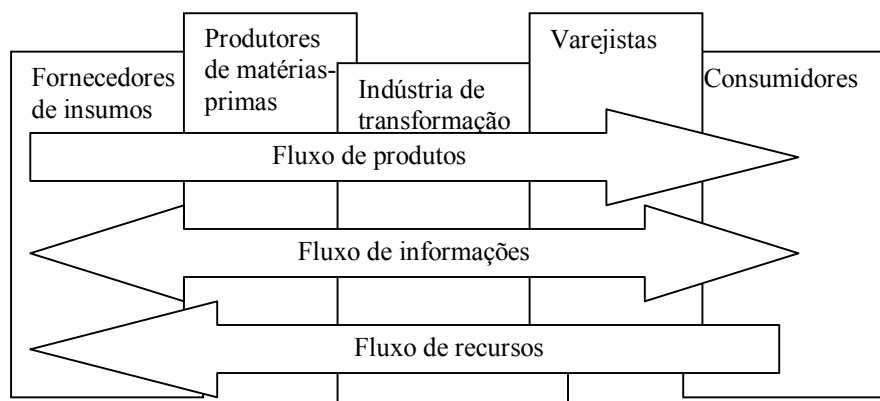 Fornecedores
de insumos
Produtores
de matérias-
primas
Indústria de
transformação
Varejistas
Consumidores
Fluxo de produtos
Fluxo de informações
Fluxo de recursos